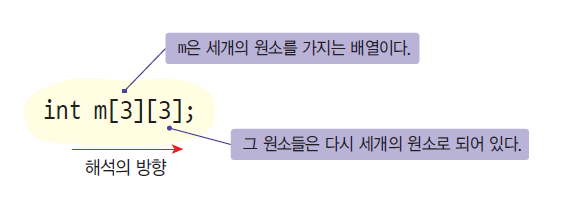 m은 세개의 원소를 가지는 배열이다.
int m[3][3];
그 원소들은 다시 세개의 원소로 되어 있다.
해석의 방향